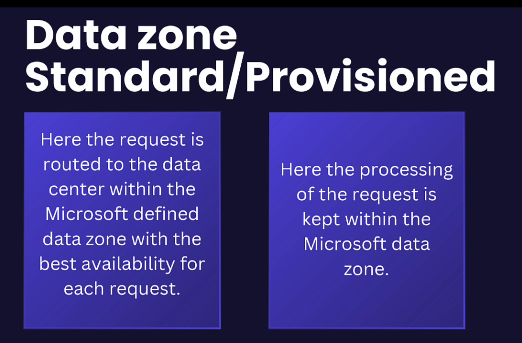 Data zone
Standard/Provisioned
Here the request is
routed to the data
center within the
Microsoft defined
data zone with the
best availability for
each request.
Here the processing
of the request is
kept within the
Microsoft data
zone.